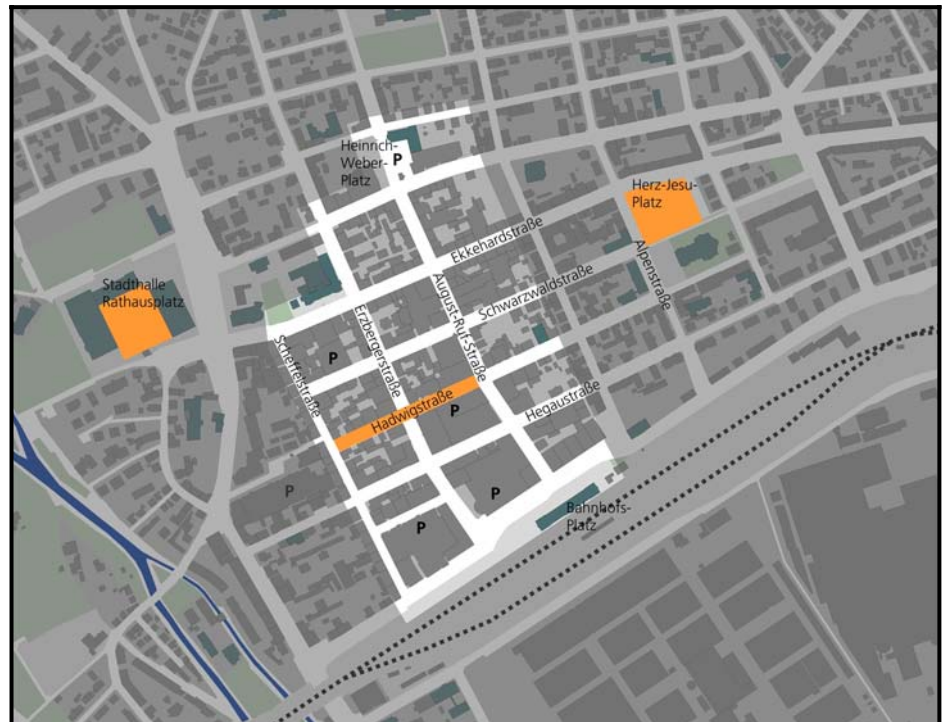 Heinrich-
Weber-
Platz
P
Herz-Jesu-
Platz
Ekkehardstraße
Alpenstraße
Stadthalle
Rathausplatz
Schwarzwaldstraße
August-Ruf-Straße
Erzbergerstraße
Scheffelstraße
P
Hadwigstraße
P
Hegaustraße
P
P
P
Bahnhofs-
Platz